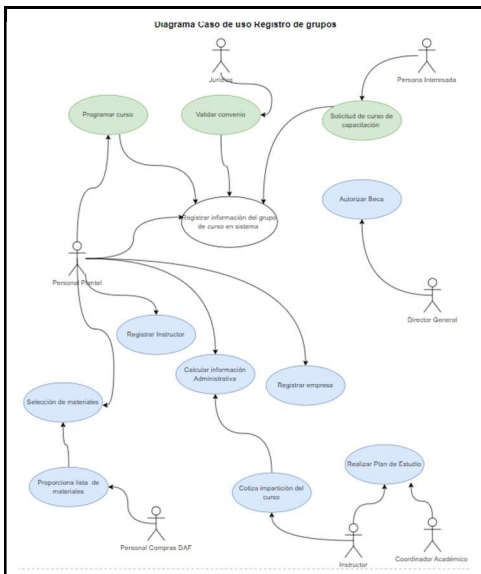 Diagrama Caso de uso Registro de grupos
Jurídico
Persona Interesada
Programar curso
Validar convenio
Solicitud de curso de
capacitación
Registrar información del grupo
de curso en sistema
Autorizar Beca
Personal Plantel
Director General
Registrar Instructor
Calcular información
Administrativa
Registrar empresa
Selección de materiales
Proporciona lista de
materiales
Cotiza impartición del
curso
Realizar Plan de Estudio
Personal Compras DAF
Instructor
Coordinador Académico